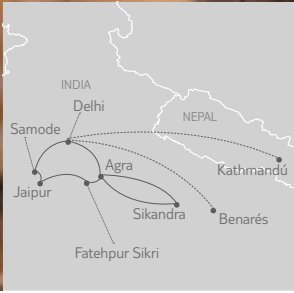 INDIA
Delhi
NEPAL
Samode
Agra
Kathmandú
Jaipur
Sikandra
Benarés
Fatehpur Sikri